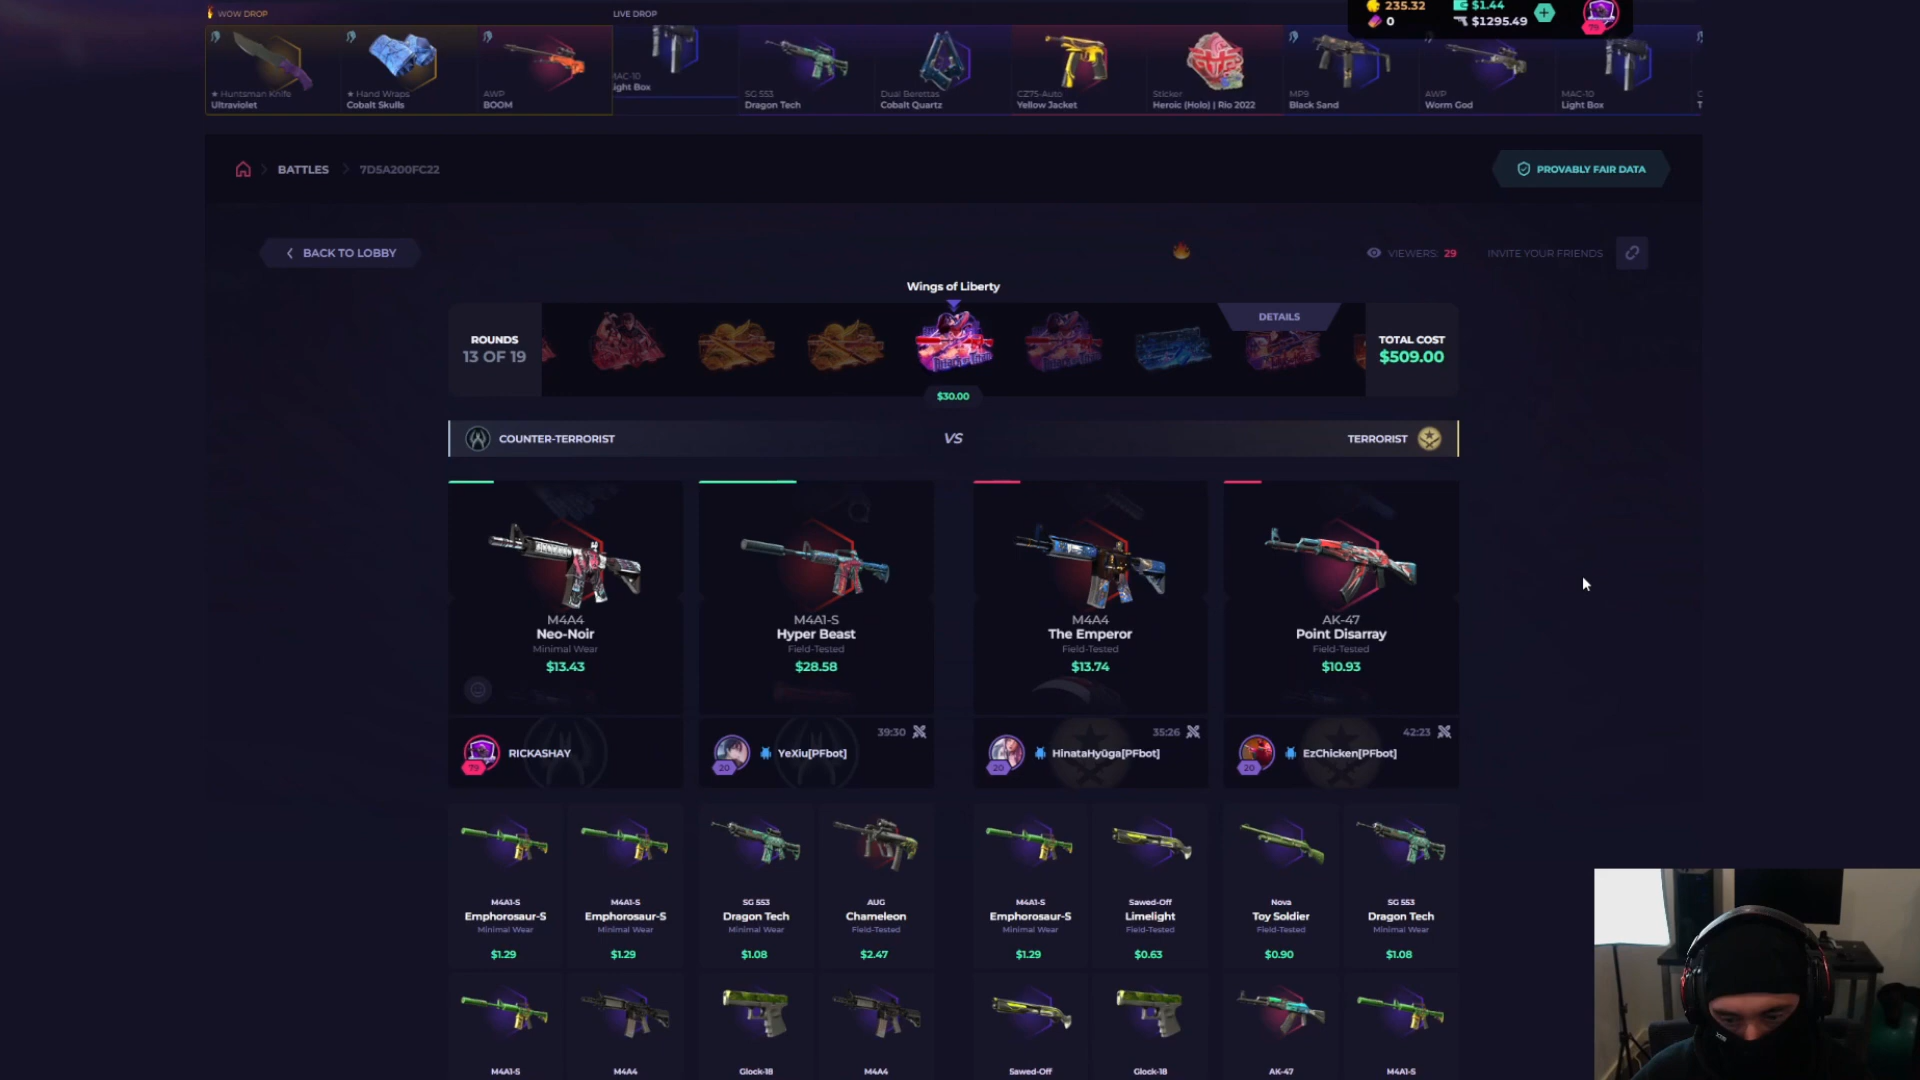 WOW DROP
LIVE DROP
235.32
$1.44
0
$1295.49
79
★ Huntsman Knife
Ultraviolet
★ Hand Wraps
Cobalt Skulls
AWP
BOOM
MAC-10
Light Box
SG 553
Dragon Tech
Dual Berettas
Cobalt Quartz
CZ75-Auto
Yellow Jacket
Sticker
Heroic (Holo) | Rio 2022
MP9
Black Sand
AWP
Worm God
MAC-10
Light Box
BATTLES
7D5A200FC22
PROVABLY FAIR DATA
BACK TO LOBBY
VIEWERS: 29
INVITE YOUR FRIENDS
Wings of Liberty
ROUNDS
13 OF 19
DETAILS
TOTAL COST
$509.00
$30.00
COUNTER-TERRORIST
VS
TERRORIST
M4A4
Neo-Noir
Minimal Wear
$13.43
M4A1-S
Hyper Beast
Field-Tested
$28.58
M4A4
The Emperor
Field-Tested
$13.74
AK-47
Point Disarray
Field-Tested
$10.93
79
RICKASHAY
39:30
20
YeXiu[PFbot]
35:26
20
HinataHyūga[PFbot]
42:23
20
EzChicken[PFbot]
M4A1-S
Emphorosaur-S
Minimal Wear
$1.29
M4A1-S
Emphorosaur-S
Minimal Wear
$1.29
SG 553
Dragon Tech
Minimal Wear
$1.08
AUG
Chameleon
Field-Tested
$2.47
M4A1-S
Emphorosaur-S
Minimal Wear
$1.29
Sawed-Off
Limelight
Field-Tested
$0.63
Nova
Toy Soldier
Field-Tested
$0.90
SG 553
Dragon Tech
Minimal Wear
$1.08
M4A1-S
M4A4
Glock-18
M4A4
Sawed-Off
Glock-18
AK-47
M4A1-S